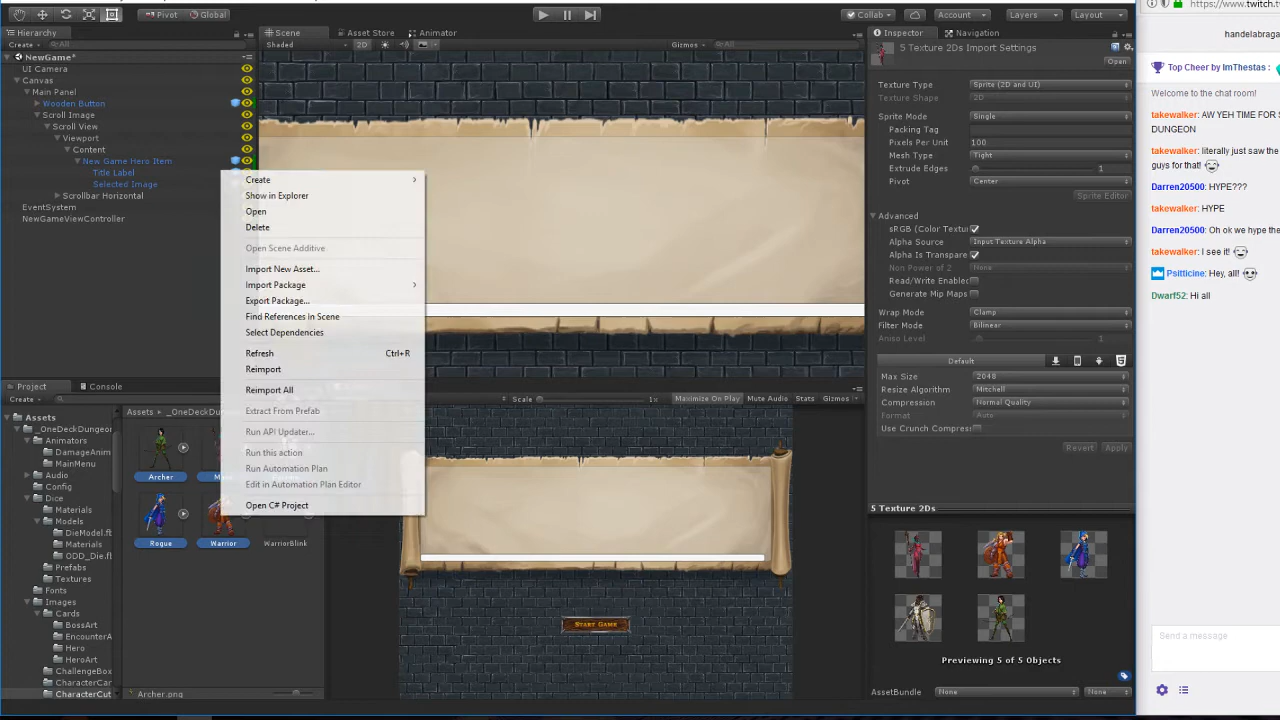 Pivot
Global
Collab
Account
Layers
Layout
https://www.twitch.t
Hierarchy
Create
All
NewGame*
UI Camera
Canvas
Main Panel
Wooden Button
Scroll Image
Scroll View
Viewport
Content
New Game Hero Item
Title Label
Selected Image
Scrollbar Horizontal
EventSystem
NewGameViewController
Scene
Asset Store
Animator
Shaded
2D
Gizmos
All
Create
Show in Explorer
Open
Delete
Open Scene Additive
Import New Asset...
Import Package
Export Package...
Find References In Scene
Select Dependencies
Refresh Ctrl+R
Reimport
Reimport All
Extract From Prefab
Run API Updater...
Run this action
Run Automation Plan
Edit in Automation Plan Editor
Open C# Project
Project
Console
Create
Assets
_OneDeckDungeor
Animators
DamageAnim
MainMenu
Audio
Config
Dice
Materials
Models
DieModel.fb
Materials
ODD_Die.fb
Prefabs
Textures
Fonts
Images
Cards
BossArt
EncounterA
Hero
HeroArt
ChallengeBox
CharacterCar
CharacterCut
Assets
_OneDeckDungeo
Archer
Rogue
Warrior
WarriorBlink
Archer.png
Scale
1x
Maximize On Play
Mute Audio
Stats
Gizmos
START GAME
Inspector
Navigation
5 Texture 2Ds Import Settings
Open
Texture Type Sprite (2D and UI)
Texture Shape 2D
Sprite Mode Single
Packing Tag
Pixels Per Unit 100
Mesh Type Tight
Extrude Edges 1
Pivot Center
Sprite Editor
Advanced
sRGB (Color Textu
Alpha Source Input Texture Alpha
Alpha Is Transpare
Non Power of 2 None
Read/Write Enabled
Generate Mip Maps
Wrap Mode Clamp
Filter Mode Bilinear
Aniso Level 1
Default
Max Size 2048
Resize Algorithm Mitchell
Compression Normal Quality
Format Auto
Use Crunch Compres
Revert
Apply
5 Texture 2Ds
Previewing 5 of 5 Objects
AssetBundle None None
handelabraga
Top Cheer by ImThestas :
Welcome to the chat room!
takewalker: AW YEH TIME FOR S
DUNGEON
takewalker: literally just saw the
guys for that!
Darren20500: HYPE???
takewalker: HYPE
Darren20500: Oh ok we hype the
takewalker: I see it!
Psitticine: Hey, all!
Dwarf52: Hi all
Send a message